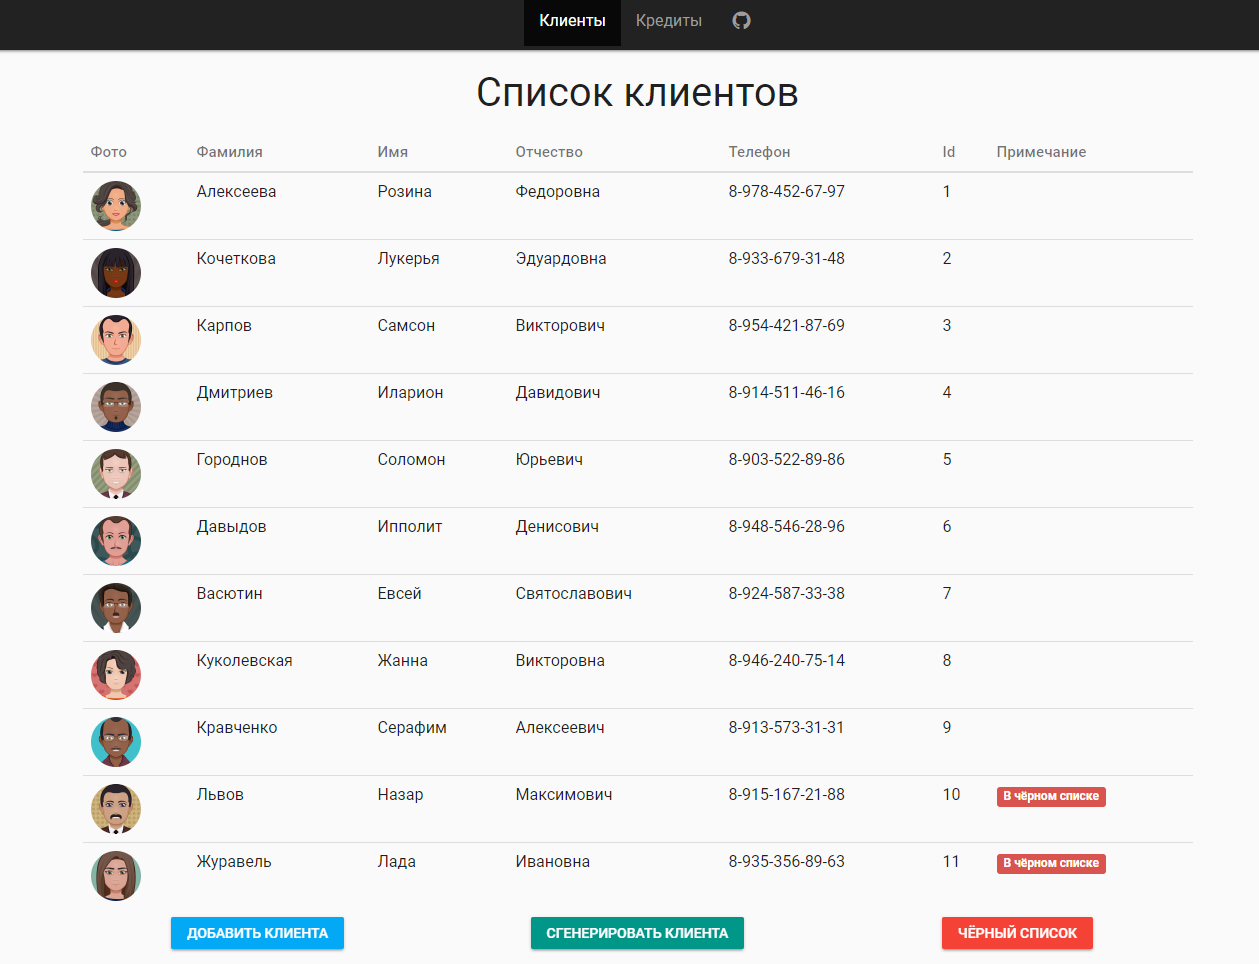 Клиенты Кредиты
Список клиентов
Фото Фамилия Имя Отчество Телефон Id Примечание
Алексеева Розина Федоровна 8-978-452-67-97 1
Кочеткова Лукерья Эдуардовна 8-933-679-31-48 2
Карпов Самсон Викторович 8-954-421-87-69 3
Дмитриев Иларион Давидович 8-914-511-46-16 4
Городнов Соломон Юрьевич 8-903-522-89-86 5
Давыдов Ипполит Денисович 8-948-546-28-96 6
Васютин Евсей Святославович 8-924-587-33-38 7
Куколевская Жанна Викторовна 8-946-240-75-14 8
Кравченко Серафим Алексеевич 8-913-573-31-31 9
Львов Назар Максимович 8-915-167-21-88 10 В чёрном списке
Журавель Лада Ивановна 8-935-356-89-63 11 В чёрном списке
ДОБАВИТЬ КЛИЕНТА СГЕНЕРИРОВАТЬ КЛИЕНТА ЧЁРНЫЙ СПИСОК